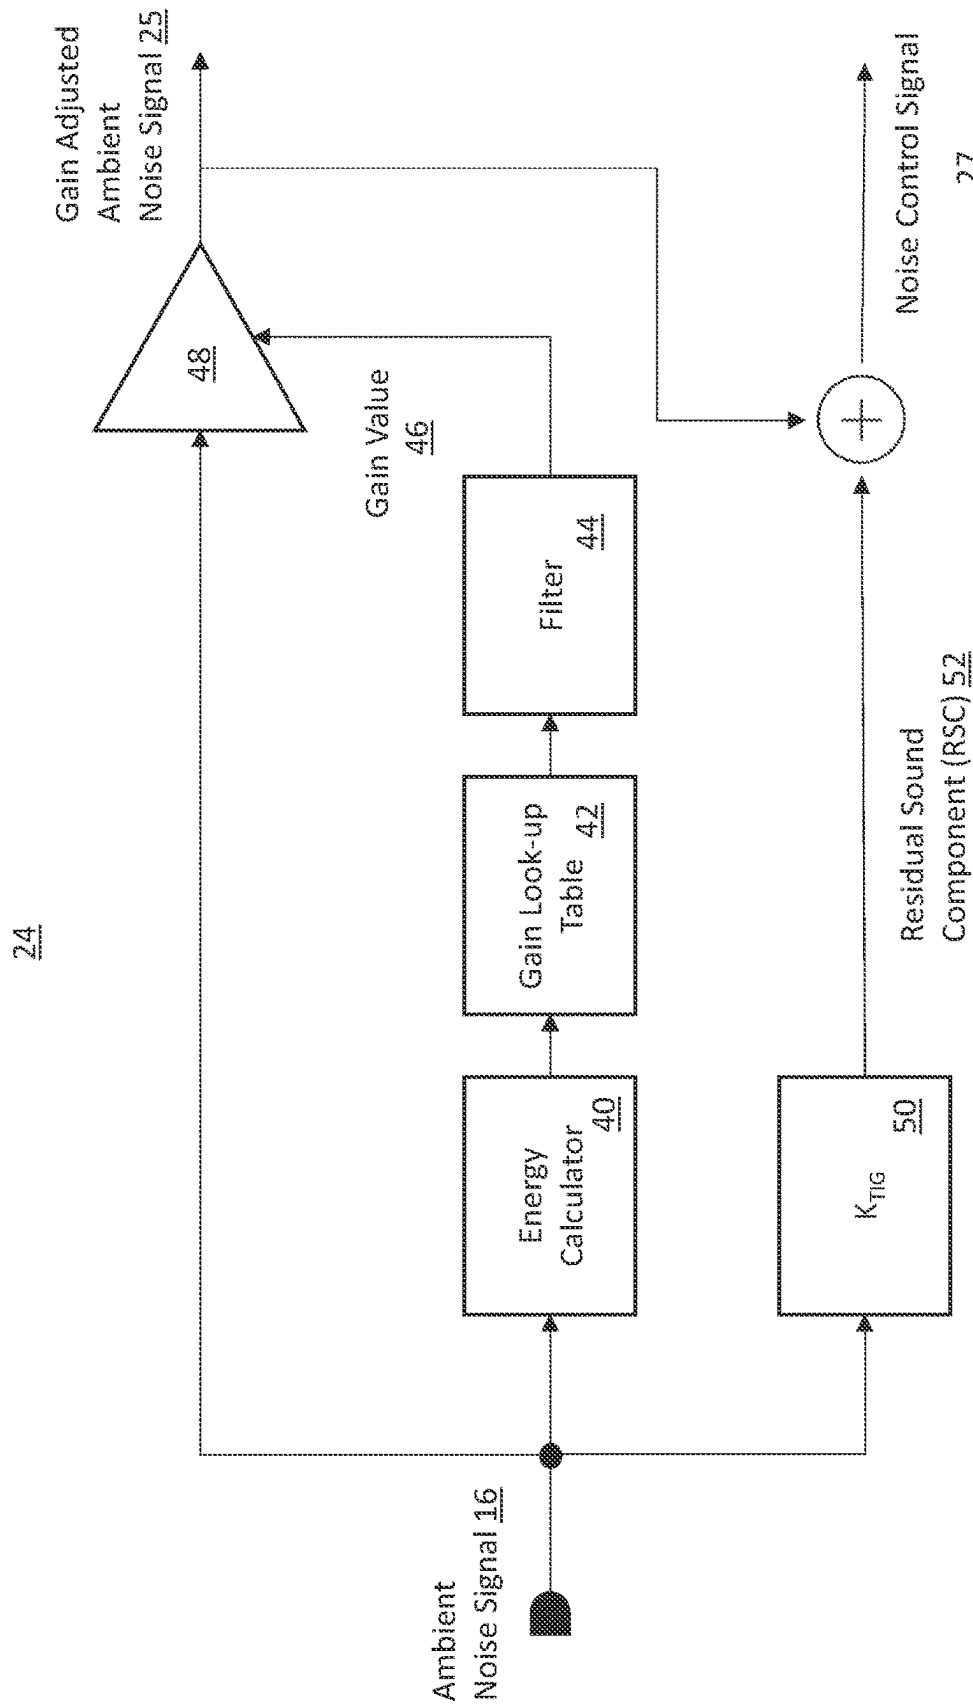 24
Gain Adjusted
Ambient
Noise Signal 25
48
Gain Value
46
Ambient
Noise Signal 16
Energy
Calculator
40
Gain Look-up
Table 42
Filter
44
K_TIG
50
Residual Sound
Component (RSC) 52
Noise Control Signal
27